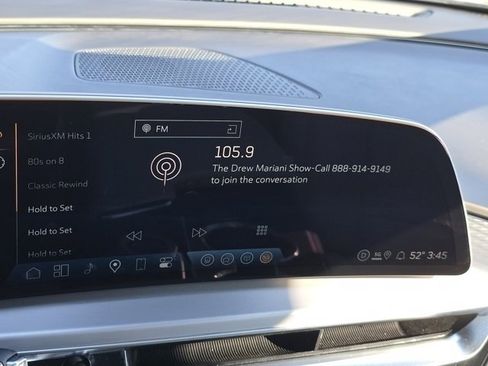 SiriusXM Hits 1
80s on 8
Classic Rewind
Hold to Set
Hold to Set
Hold to Set
FM
105.9
The Drew Mariani Show-Call 888-914-9149
to join the conversation
D 5G 52° 3:45